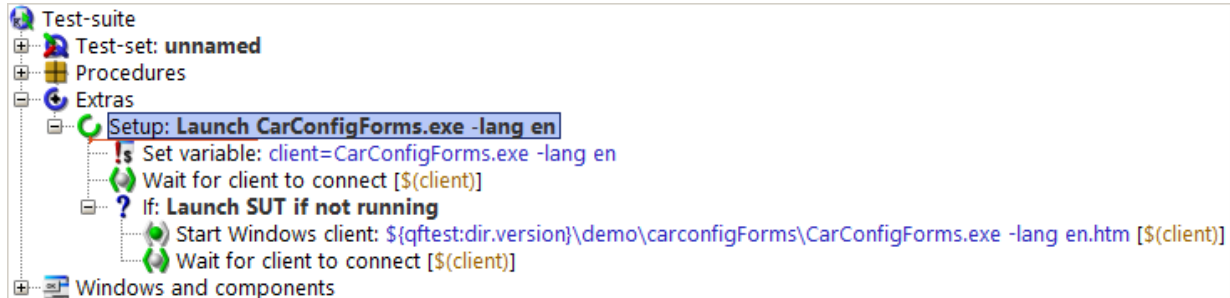 Test-suite
Test-set: unnamed
Procedures
Extras
Setup: Launch CarConfigForms.exe -lang en
Set variable: client=CarConfigForms.exe -lang en
Wait for client to connect [$(client)]
If: Launch SUT if not running
Start Windows client: ${qftest:dir.version}\demo\carconfigForms\CarConfigForms.exe -lang en.htm [$(client)]
Wait for client to connect [$(client)]
Windows and components